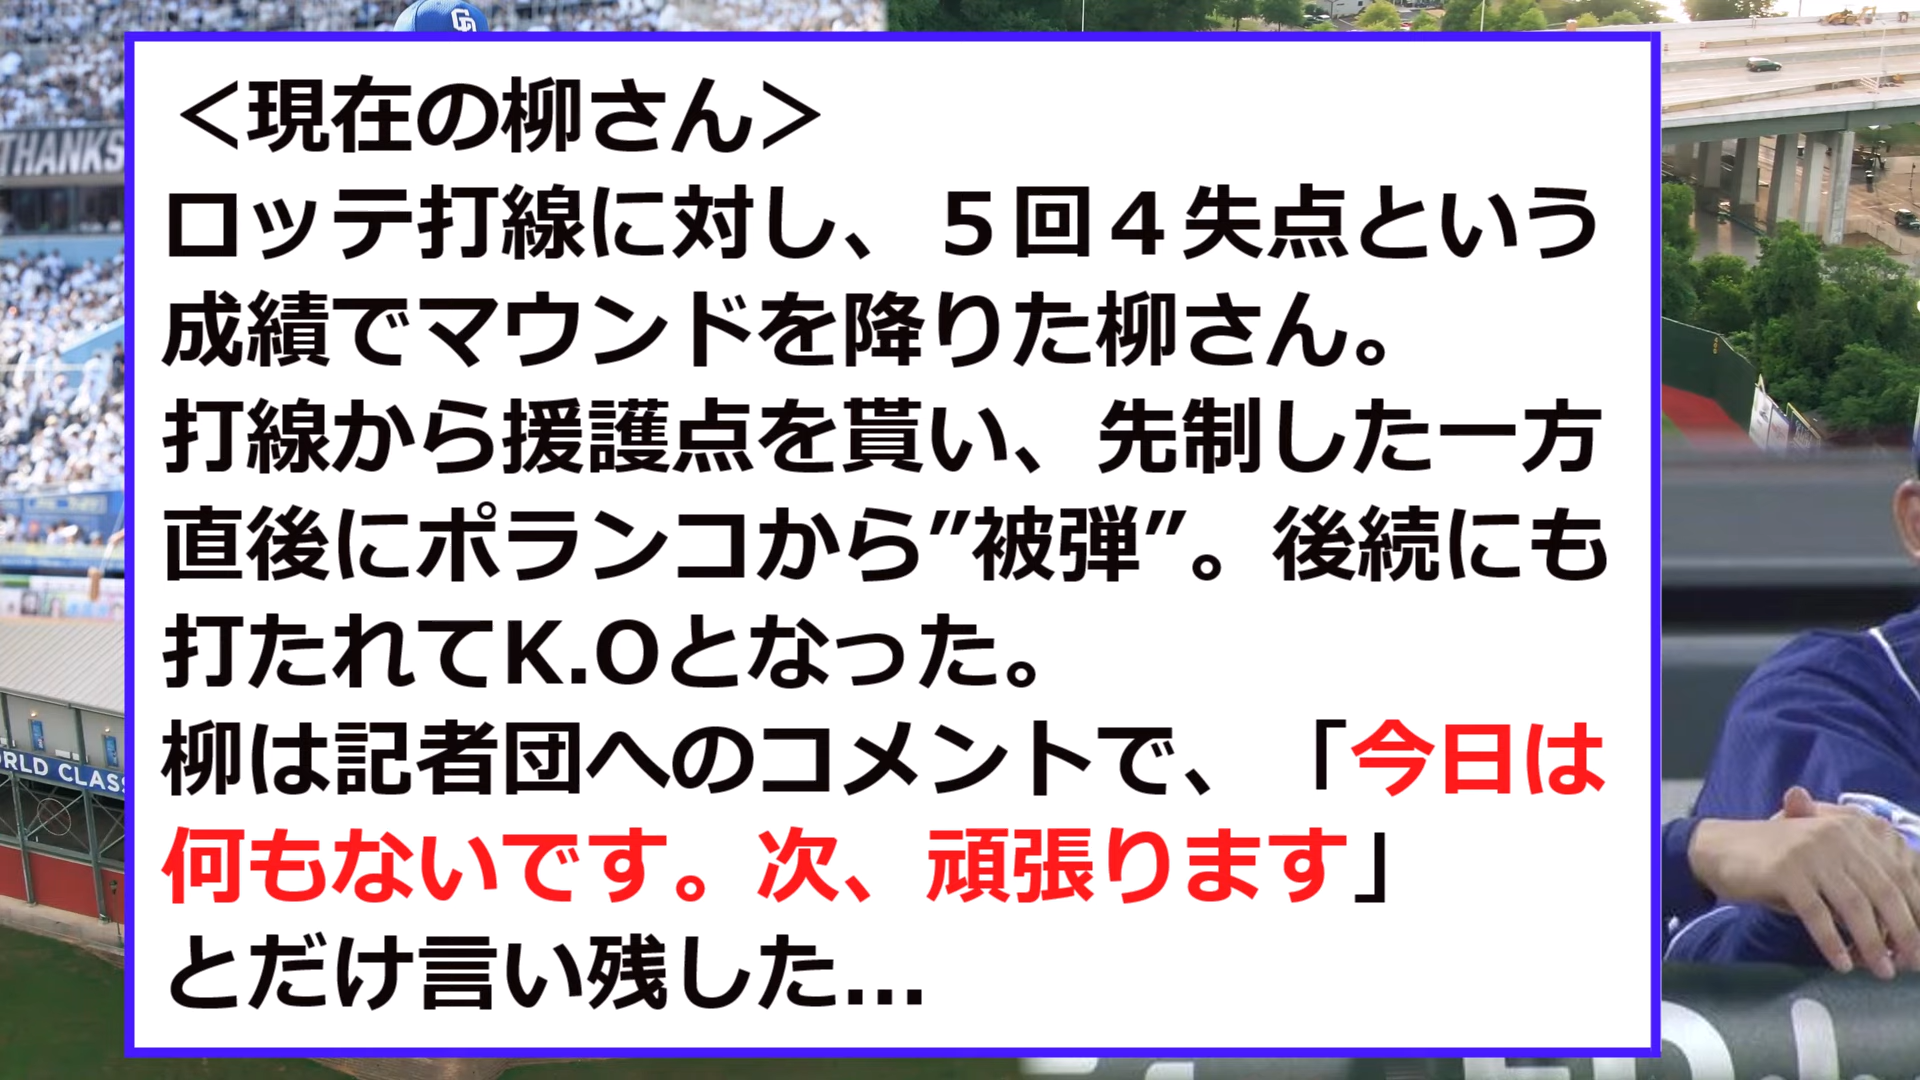 ＜現在の柳さん＞
ロッテ打線に対し、５回４失点という
成績でマウンドを降りた柳さん。
打線から援護点を貰い、先制した一方
直後にポランコから”被弾”。後続にも
打たれてK.Oとなった。
柳は記者団へのコメントで、「今日は
何もないです。次、頑張ります」
とだけ言い残した...
THANKS
RLD CLASS